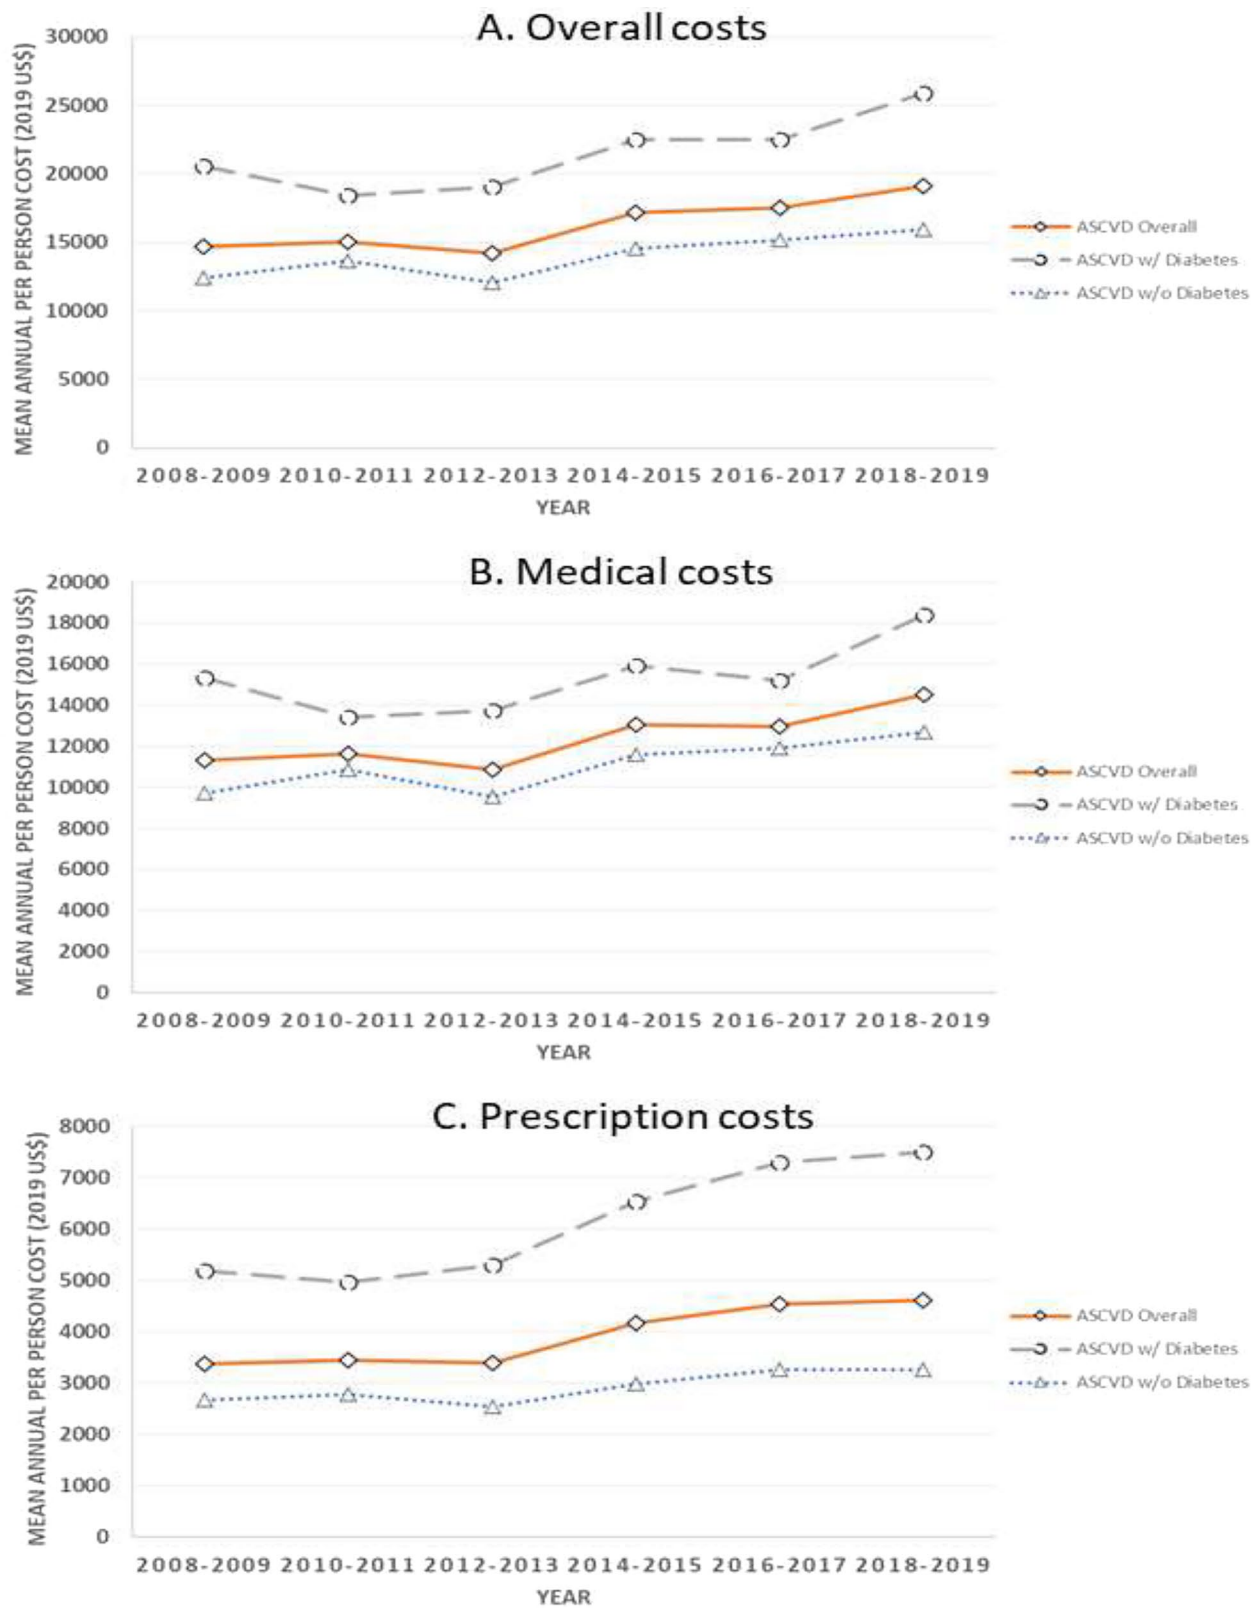 A. Overall costs
MEAN ANNUAL PER PERSON COST (2019 US$)
30000
25000
20000
15000
10000
5000
0
2008-2009 2010-2011 2012-2013 2014-2015 2016-2017 2018-2019
YEAR
ASCVD Overall
ASCVD w/ Diabetes
ASCVD w/o Diabetes
B. Medical costs
MEAN ANNUAL PER PERSON COST (2019 US$)
20000
18000
16000
14000
12000
10000
8000
6000
4000
2000
0
2008-2009 2010-2011 2012-2013 2014-2015 2016-2017 2018-2019
YEAR
ASCVD Overall
ASCVD w/ Diabetes
ASCVD w/o Diabetes
C. Prescription costs
MEAN ANNUAL PER PERSON COST (2019 US$)
8000
7000
6000
5000
4000
3000
2000
1000
0
2008-2009 2010-2011 2012-2013 2014-2015 2016-2017 2018-2019
YEAR
ASCVD Overall
ASCVD w/ Diabetes
ASCVD w/o Diabetes